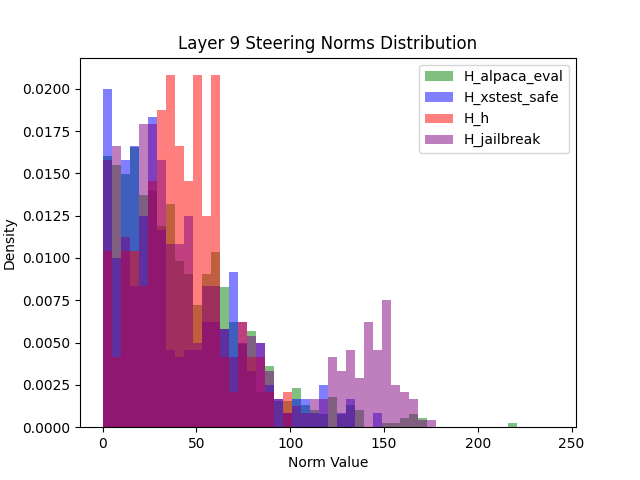 Layer 9 Steering Norms Distribution
H_alpaca_eval
H_xstest_safe
H_h
H_jailbreak
Density
0.0200
0.0175
0.0150
0.0125
0.0100
0.0075
0.0050
0.0025
0.0000
0 50 100 150 200 250
Norm Value